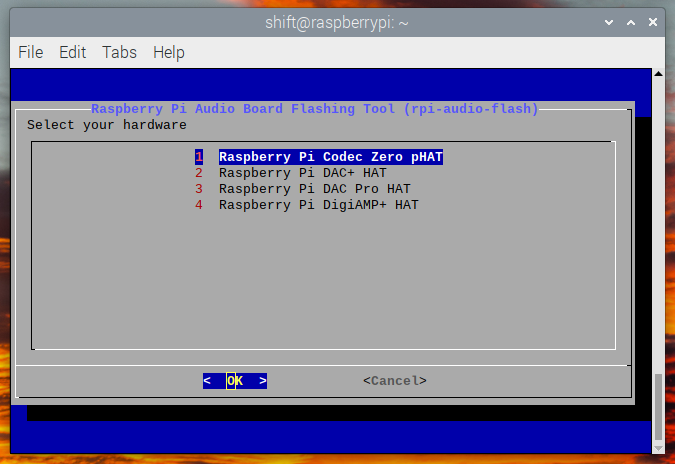 shift@raspberrypi: ~
File Edit Tabs Help
Raspberry Pi Audio Board Flashing Tool (rpi-audio-flash)
Select your hardware
1 Raspberry Pi Codec Zero pHAT
2 Raspberry Pi DAC+ HAT
3 Raspberry Pi DAC Pro HAT
4 Raspberry Pi DigiAMP+ HAT
< OK > <Cancel>